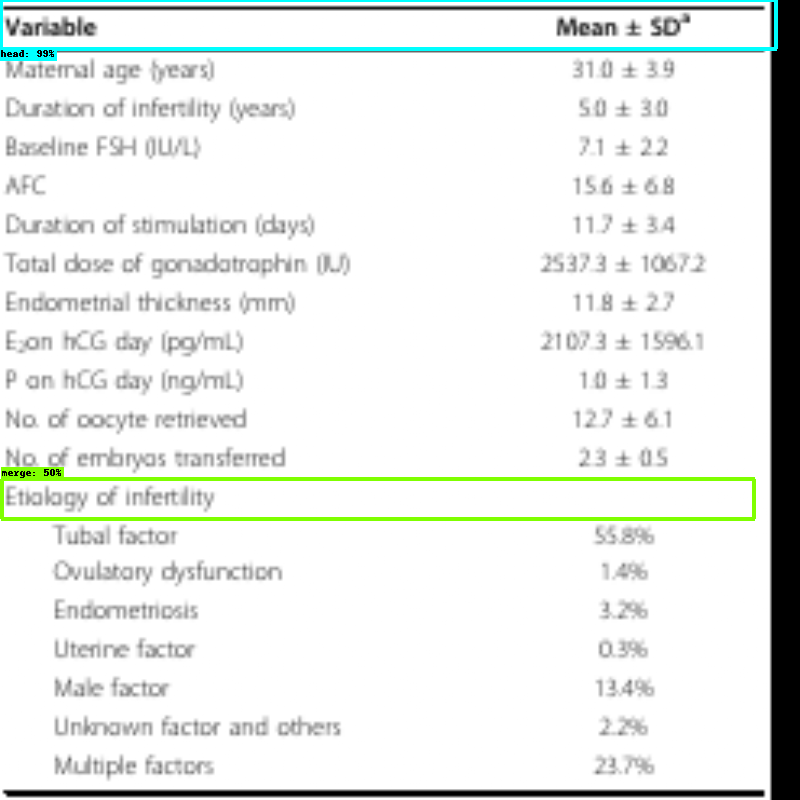 Variable Mean ± SDᵃ
head: 99%
Maternal age (years) 31.0 ± 3.9
Duration of infertility (years) 5.0 ± 3.0
Baseline FSH (IU/L) 7.1 ± 2.2
AFC 15.6 ± 6.8
Duration of stimulation (days) 11.7 ± 3.4
Total dose of gonadotrophin (IU) 2537.3 ± 1067.2
Endometrial thickness (mm) 11.8 ± 2.7
E₂on hCG day (pg/mL) 2107.3 ± 1596.1
P on hCG day (ng/mL) 1.0 ± 1.3
No. of oocyte retrieved 12.7 ± 6.1
No. of embryos transferred 2.3 ± 0.5
merge: 50%
Etiology of infertility
Tubal factor 55.8%
Ovulatory dysfunction 1.4%
Endometriosis 3.2%
Uterine factor 0.3%
Male factor 13.4%
Unknown factor and others 2.2%
Multiple factors 23.7%